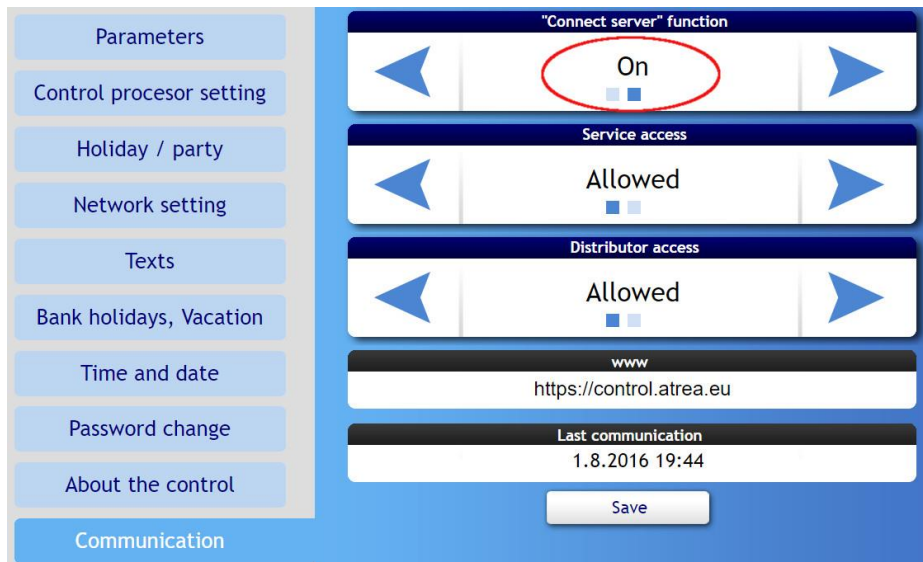 Parameters
Control procesor setting
Holiday / party
Network setting
Texts
Bank holidays, Vacation
Time and date
Password change
About the control
Communication
"Connect server" function
On
Service access
Allowed
Distributor access
Allowed
www
https://control.atrea.eu
Last communication
1.8.2016 19:44
Save